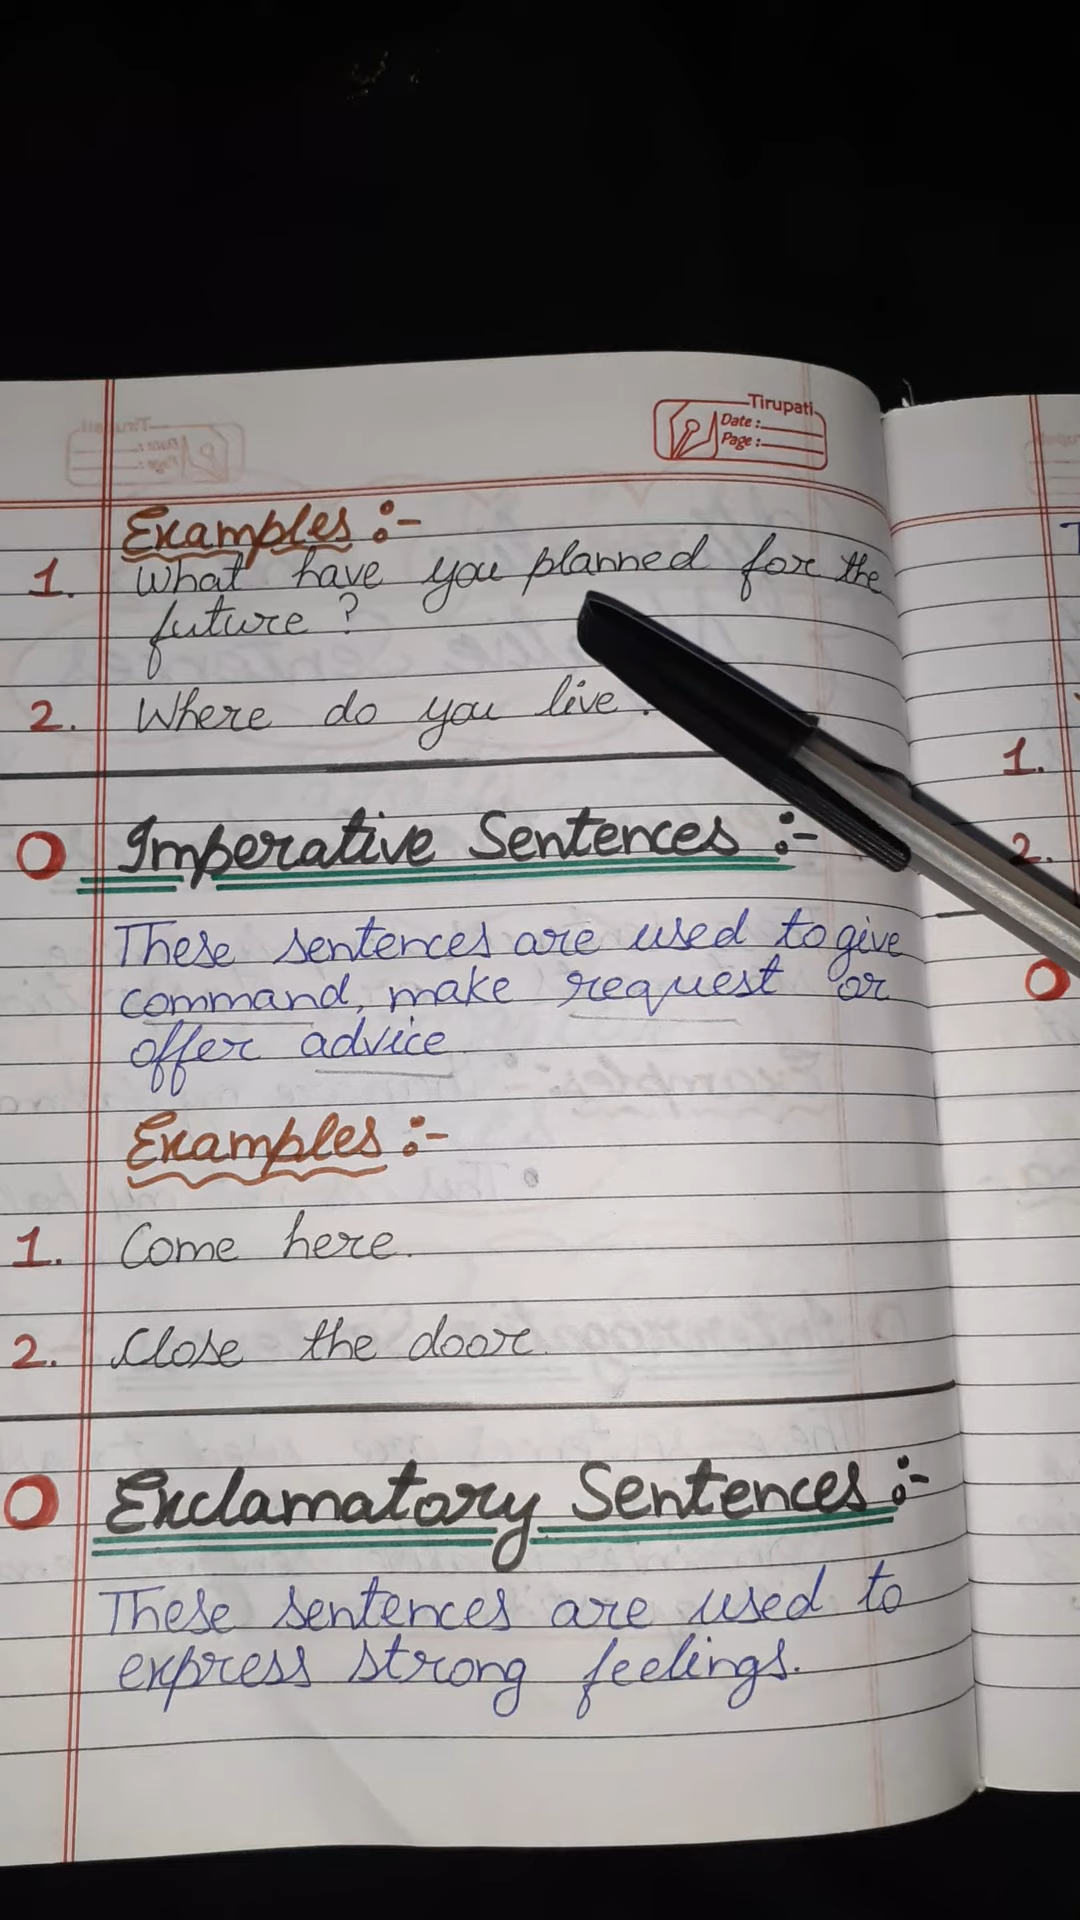 Tirupati
Date :
Page :
Examples :-
1. What have you planned for the
future ?
2. Where do you live
Imperative Sentences :-
These sentences are used to give
command, make request or
offer advice
Examples :-
1. Come here.
2. Close the door.
Exclamatory Sentences :-
These sentences are used to
express strong feelings.
1.
2.